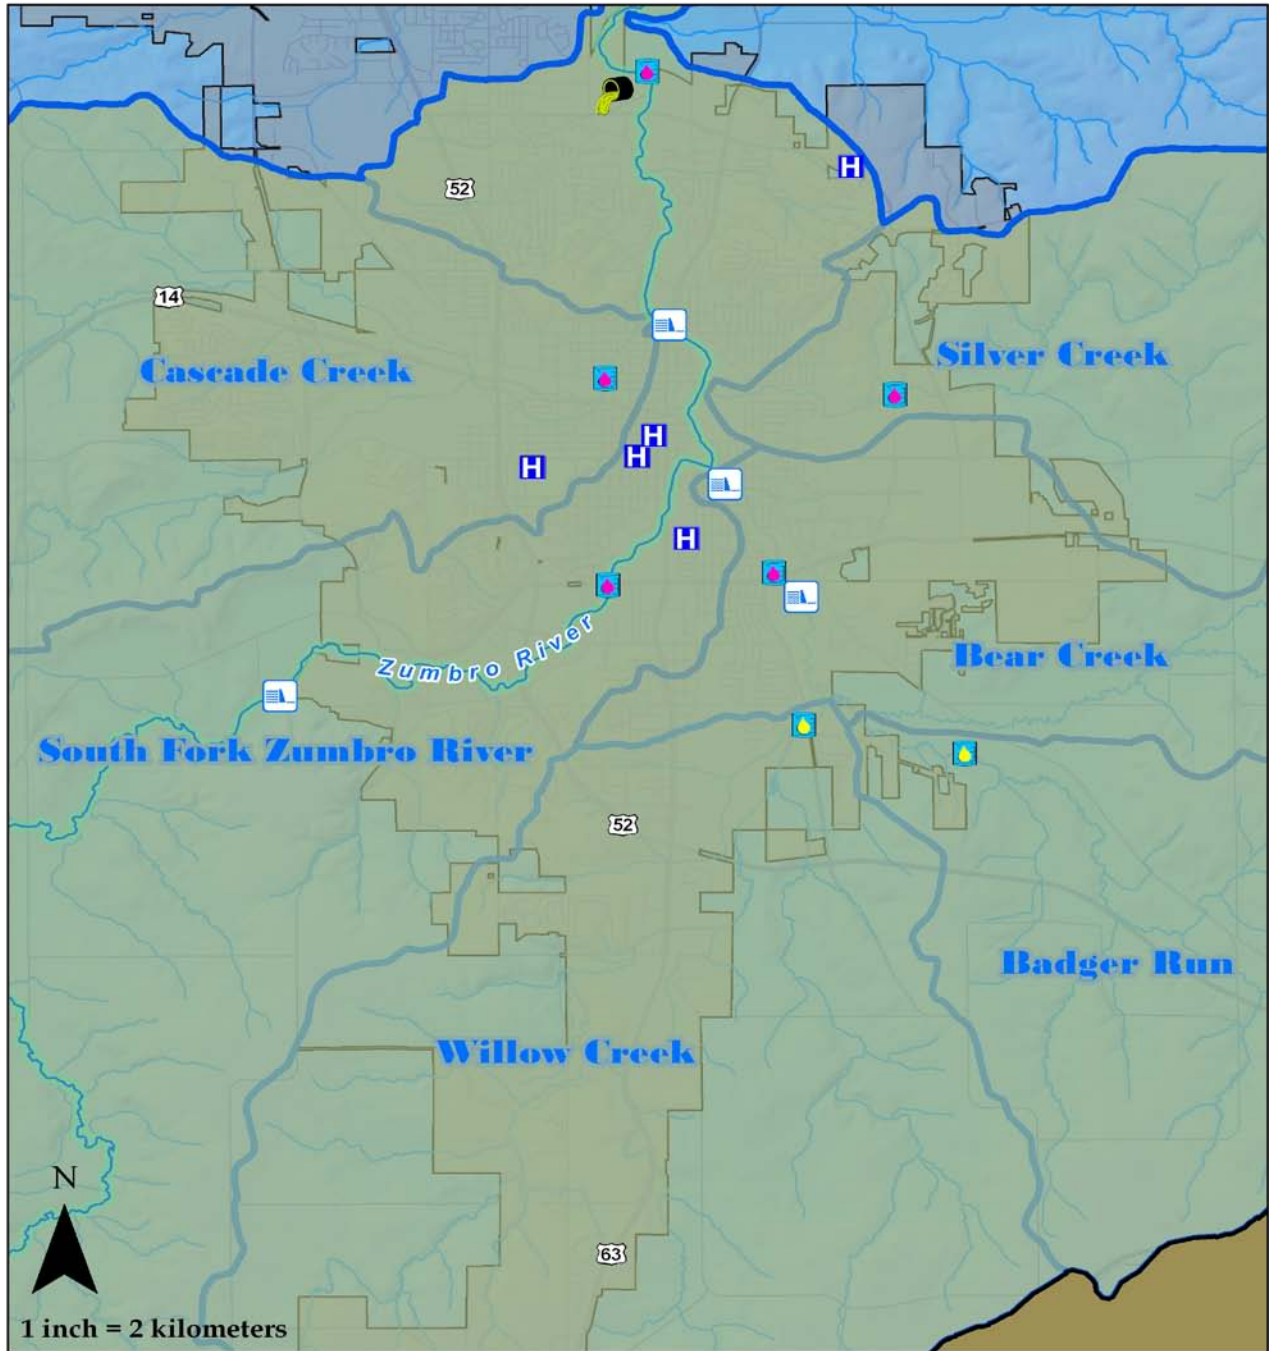 H
52
14
Silver Creek
Cascade Creek
H
H
H
H
Zumbro River
Bear Creek
South Fork Zumbro River
52
Badger Run
Willow Creek
N
63
1 inch = 2 kilometers